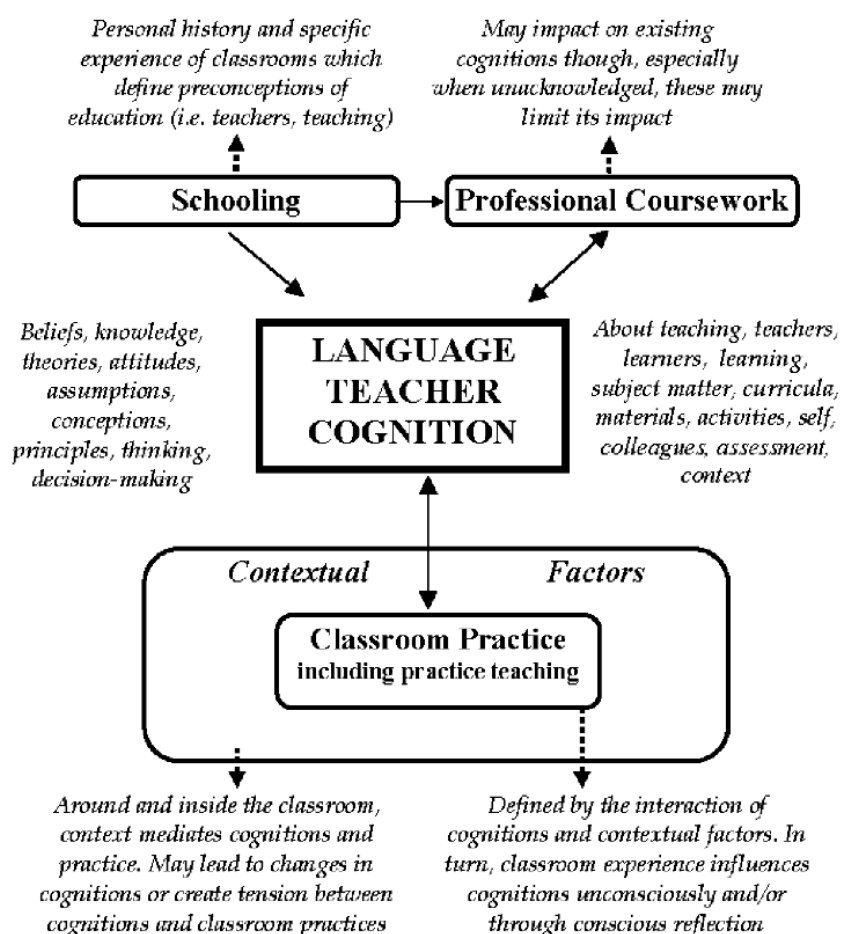 Personal history and specific
experience of classrooms which
define preconceptions of
education (i.e. teachers, teaching)
May impact on existing
cognitions though, especially
when unacknowledged, these may
limit its impact
Schooling
Professional Coursework
Beliefs, knowledge,
theories, attitudes,
assumptions,
conceptions,
principles, thinking,
decision-making
LANGUAGE
TEACHER
COGNITION
About teaching, teachers,
learners, learning,
subject matter, curricula,
materials, activities, self,
colleagues, assessment,
context
Contextual Factors
Classroom Practice
including practice teaching
Around and inside the classroom,
context mediates cognitions and
practice. May lead to changes in
cognitions or create tension between
cognitions and classroom practices
Defined by the interaction of
cognitions and contextual factors. In
turn, classroom experience influences
cognitions unconsciously and/or
through conscious reflection